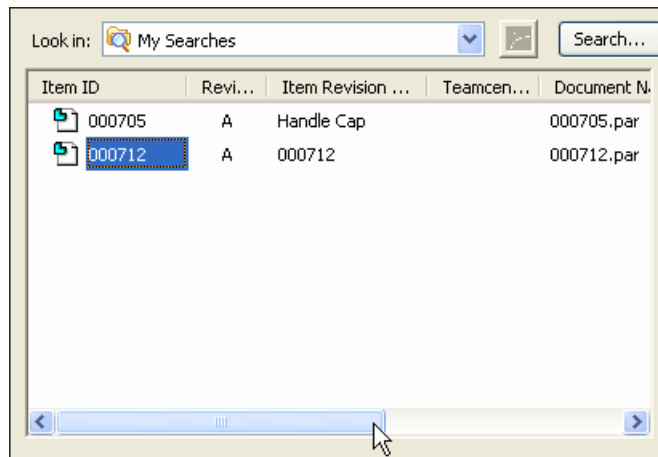 Look in: My Searches Search...
Item ID Revi... Item Revision ... Teamcen... Document N
000705 A Handle Cap 000705.par
000712 A 000712 000712.par